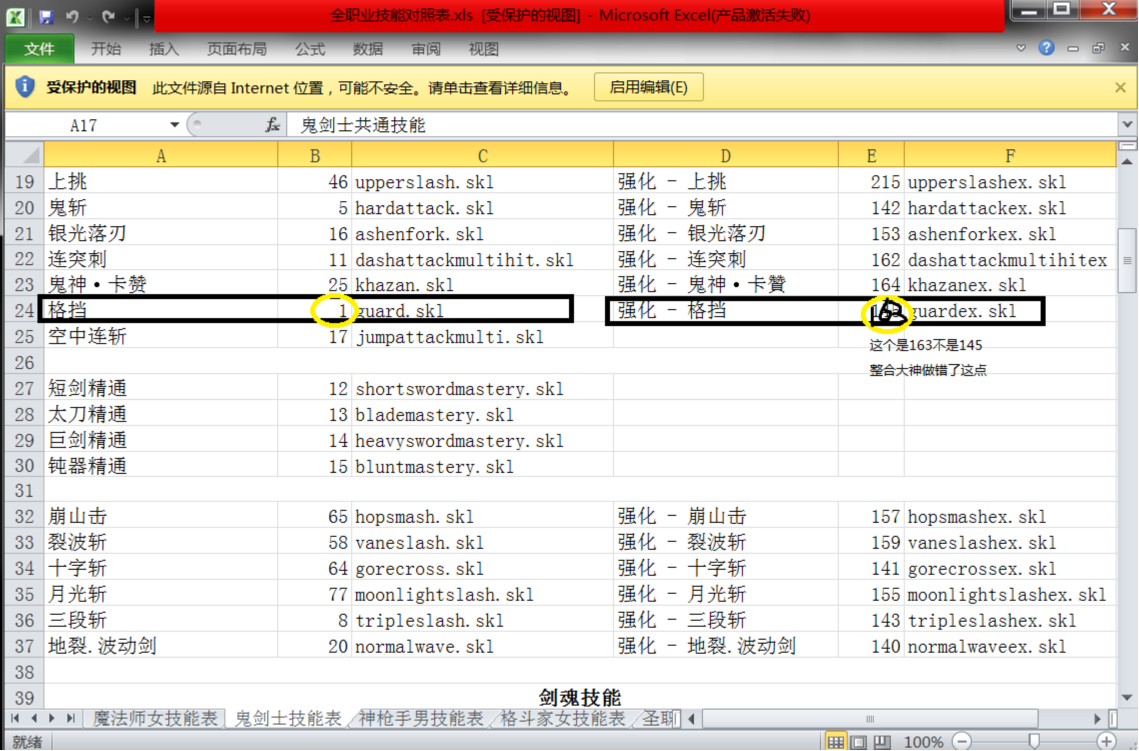 全职业技能对照表.xls [受保护的视图] - Microsoft Excel(产品激活失败)
文件 开始 插入 页面布局 公式 数据 审阅 视图
受保护的视图 此文件源自 Internet 位置，可能不安全。请单击查看详细信息。 启用编辑(E)
A17 fx 鬼剑士共通技能
A B C D E F
19 上挑 46 upperslash.skl 强化 - 上挑 215 upperslashex.skl
20 鬼斩 5 hardattack.skl 强化 - 鬼斩 142 hardattackex.skl
21 银光落刃 16 ashenfork.skl 强化 - 银光落刃 153 ashenforkex.skl
22 连突刺 11 dashattackmultihit.skl 强化 - 连突刺 162 dashattackmultihitex
23 鬼神·卡赞 25 khazan.skl 强化 - 鬼神·卡贊 164 khazanex.skl
24 格挡 1 guard.skl 强化 - 格挡 163 guardex.skl
25 空中连斩 17 jumpattackmulti.skl
这个是163不是145
26
整合大神做错了这点
27 短剑精通 12 shortswordmastery.skl
28 太刀精通 13 blademastery.skl
29 巨剑精通 14 heavyswordmastery.skl
30 钝器精通 15 bluntmastery.skl
31
32 崩山击 65 hopsmash.skl 强化 - 崩山击 157 hopsmashex.skl
33 裂波斩 58 vaneslash.skl 强化 - 裂波斩 159 vaneslashex.skl
34 十字斩 64 gorecross.skl 强化 - 十字斩 141 gorecrossex.skl
35 月光斩 77 moonlightslash.skl 强化 - 月光斩 155 moonlightslashex.skl
36 三段斩 8 tripleslash.skl 强化 - 三段斩 143 tripleslashex.skl
37 地裂.波动剑 20 normalwave.skl 强化 - 地裂.波动剑 140 normalwaveex.skl
38
39 剑魂技能
魔法师女技能表 鬼剑士技能表 神枪手男技能表 格斗家女技能表 圣职
就绪 100%